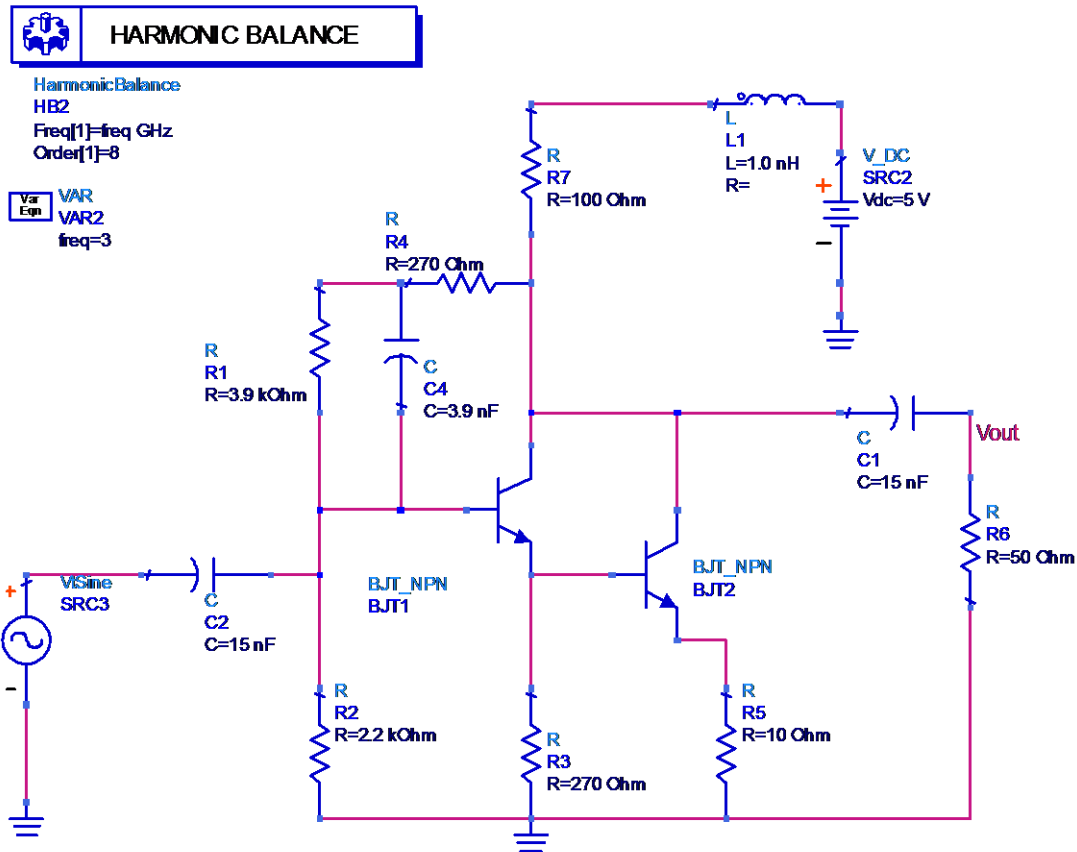 HARMONIC BALANCE
HarmonicBalance
HB2
Freq[1]=freq GHz
Order[1]=8
Var
Eqn
VAR
VAR2
freq=3
L
L1
L=1.0 nH
R=
V_DC
SRC2
Vdc=5 V
+
–
R
R7
R=100 Ohm
R
R4
R=270 Ohm
R
R1
R=3.9 kOhm
C
C4
C=3.9 nF
C
C1
C=15 nF
Vout
R
R6
R=50 Ohm
+
-
VtSine
SRC3
C
C2
C=15 nF
BJT_NPN
BJT1
BJT_NPN
BJT2
R
R2
R=2.2 kOhm
R
R3
R=270 Ohm
R
R5
R=10 Ohm